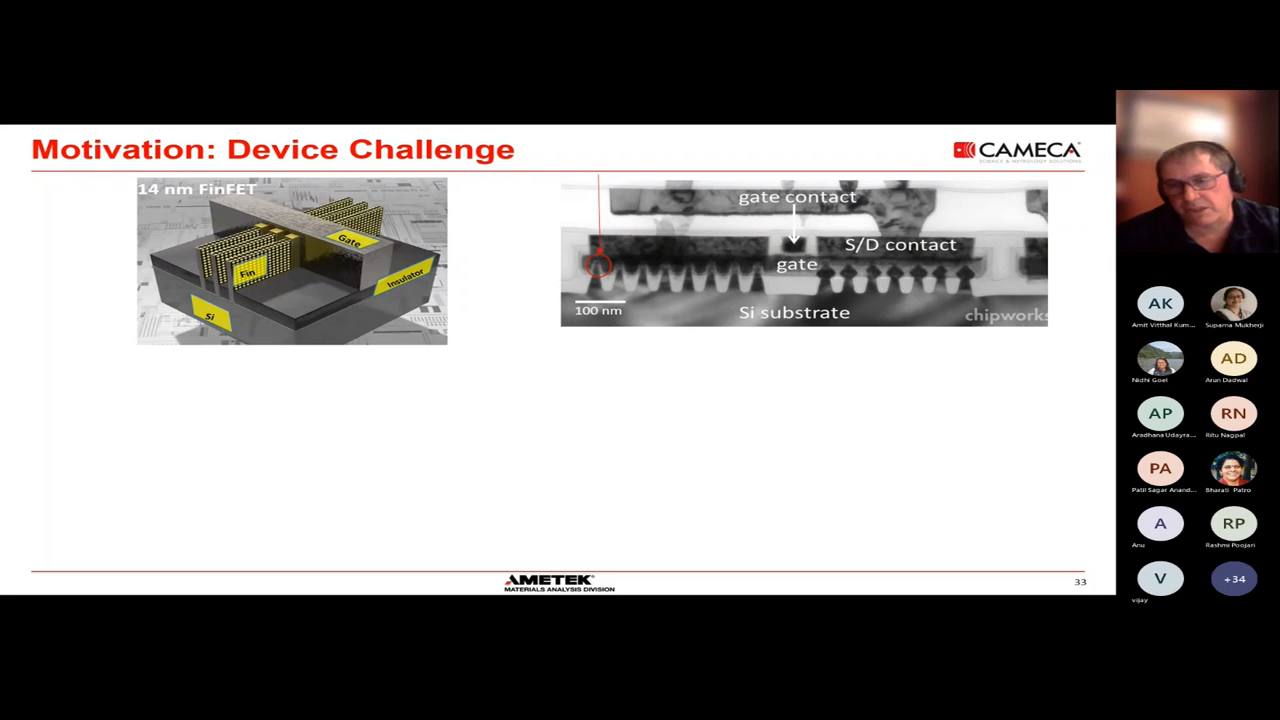 Motivation: Device Challenge
CAMECA
SCIENCE & METROLOGY SOLUTIONS
14 nm FinFET
Gate
Fin
Insulator
Si
gate contact
S/D contact
gate
100 nm
Si substrate
chipworks
AMETEK
MATERIALS ANALYSIS DIVISION
33
AK
Amit Vitthal Kum...
Suparna Mukherji
Nidhi Goel
AD
Arun Dadwal
AP
Aradhana Udayra...
RN
Ritu Nagpal
PA
Patil Sagar Anand...
Bharati Patro
A
Anu
RP
Rashmi Poojari
V
vijay
+34